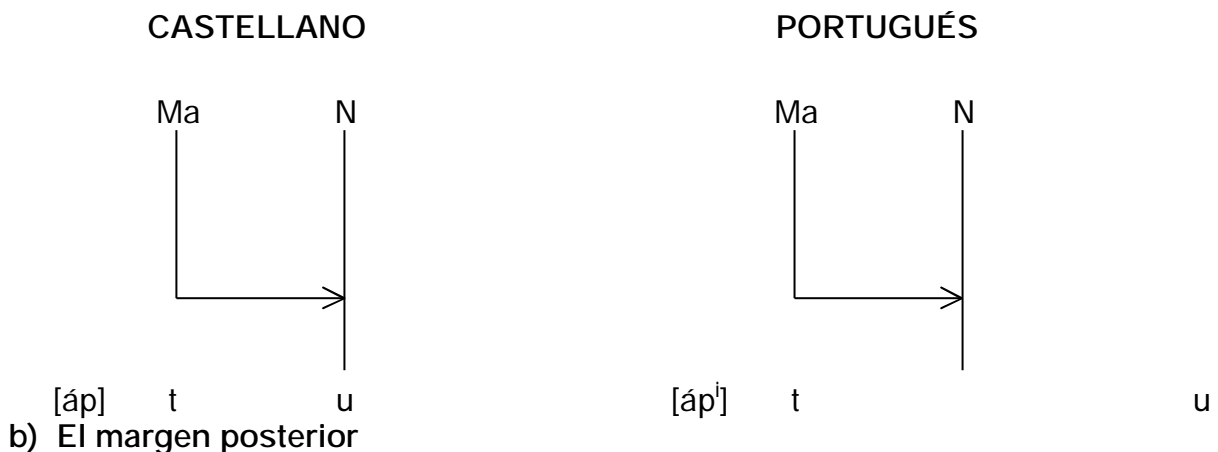 CASTELLANO PORTUGUÉS
Ma N Ma N
[áp] t u [ápⁱ] t u
b) El margen posterior